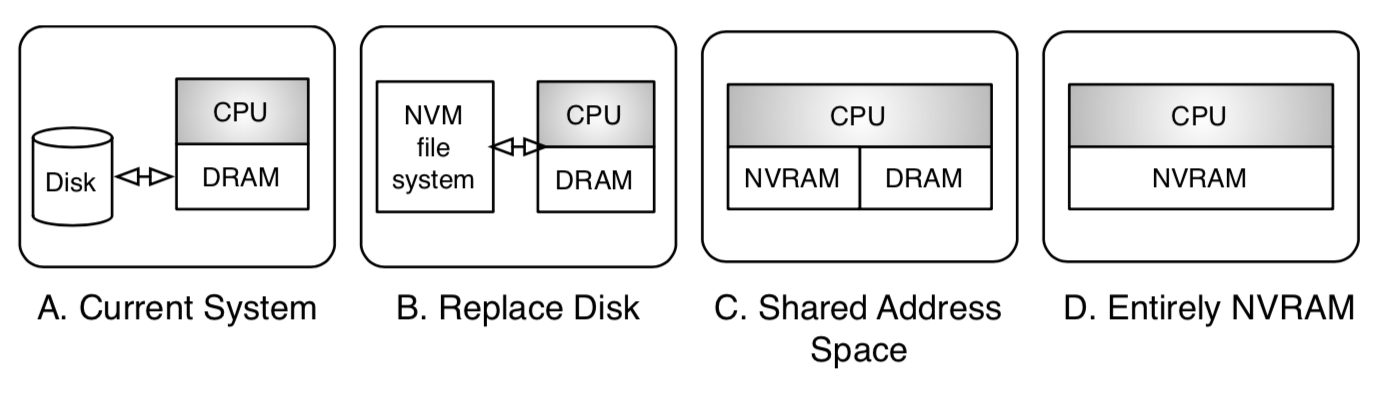 CPU
Disk
DRAM
A. Current System
NVM
file
system
CPU
DRAM
B. Replace Disk
CPU
NVRAM
DRAM
C. Shared Address
Space
CPU
NVRAM
D. Entirely NVRAM